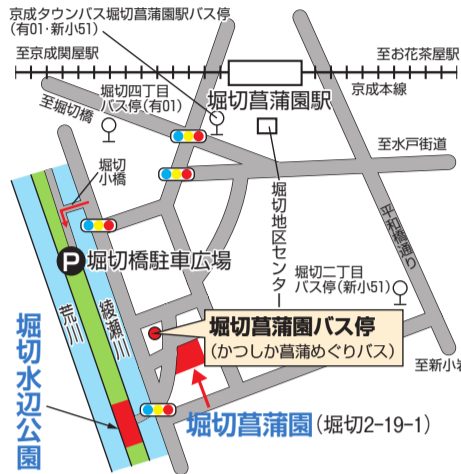 京成タウンバス堀切菖蒲園駅バス停
(有01・新小51)
至京成関屋駅
至お花茶屋駅
京成本線
堀切四丁目
バス停(有01)
堀切菖蒲園駅
至堀切橋
至水戸街道
堀切
小橋
堀切地区センター
平和橋通り
P 堀切橋駐車広場
堀切二丁目
バス停(新小51)
荒川
綾瀬川
堀切菖蒲園バス停
(かつしか菖蒲めぐりバス)
至新小岩
堀切水辺公園
堀切菖蒲園(堀切2-19-1)